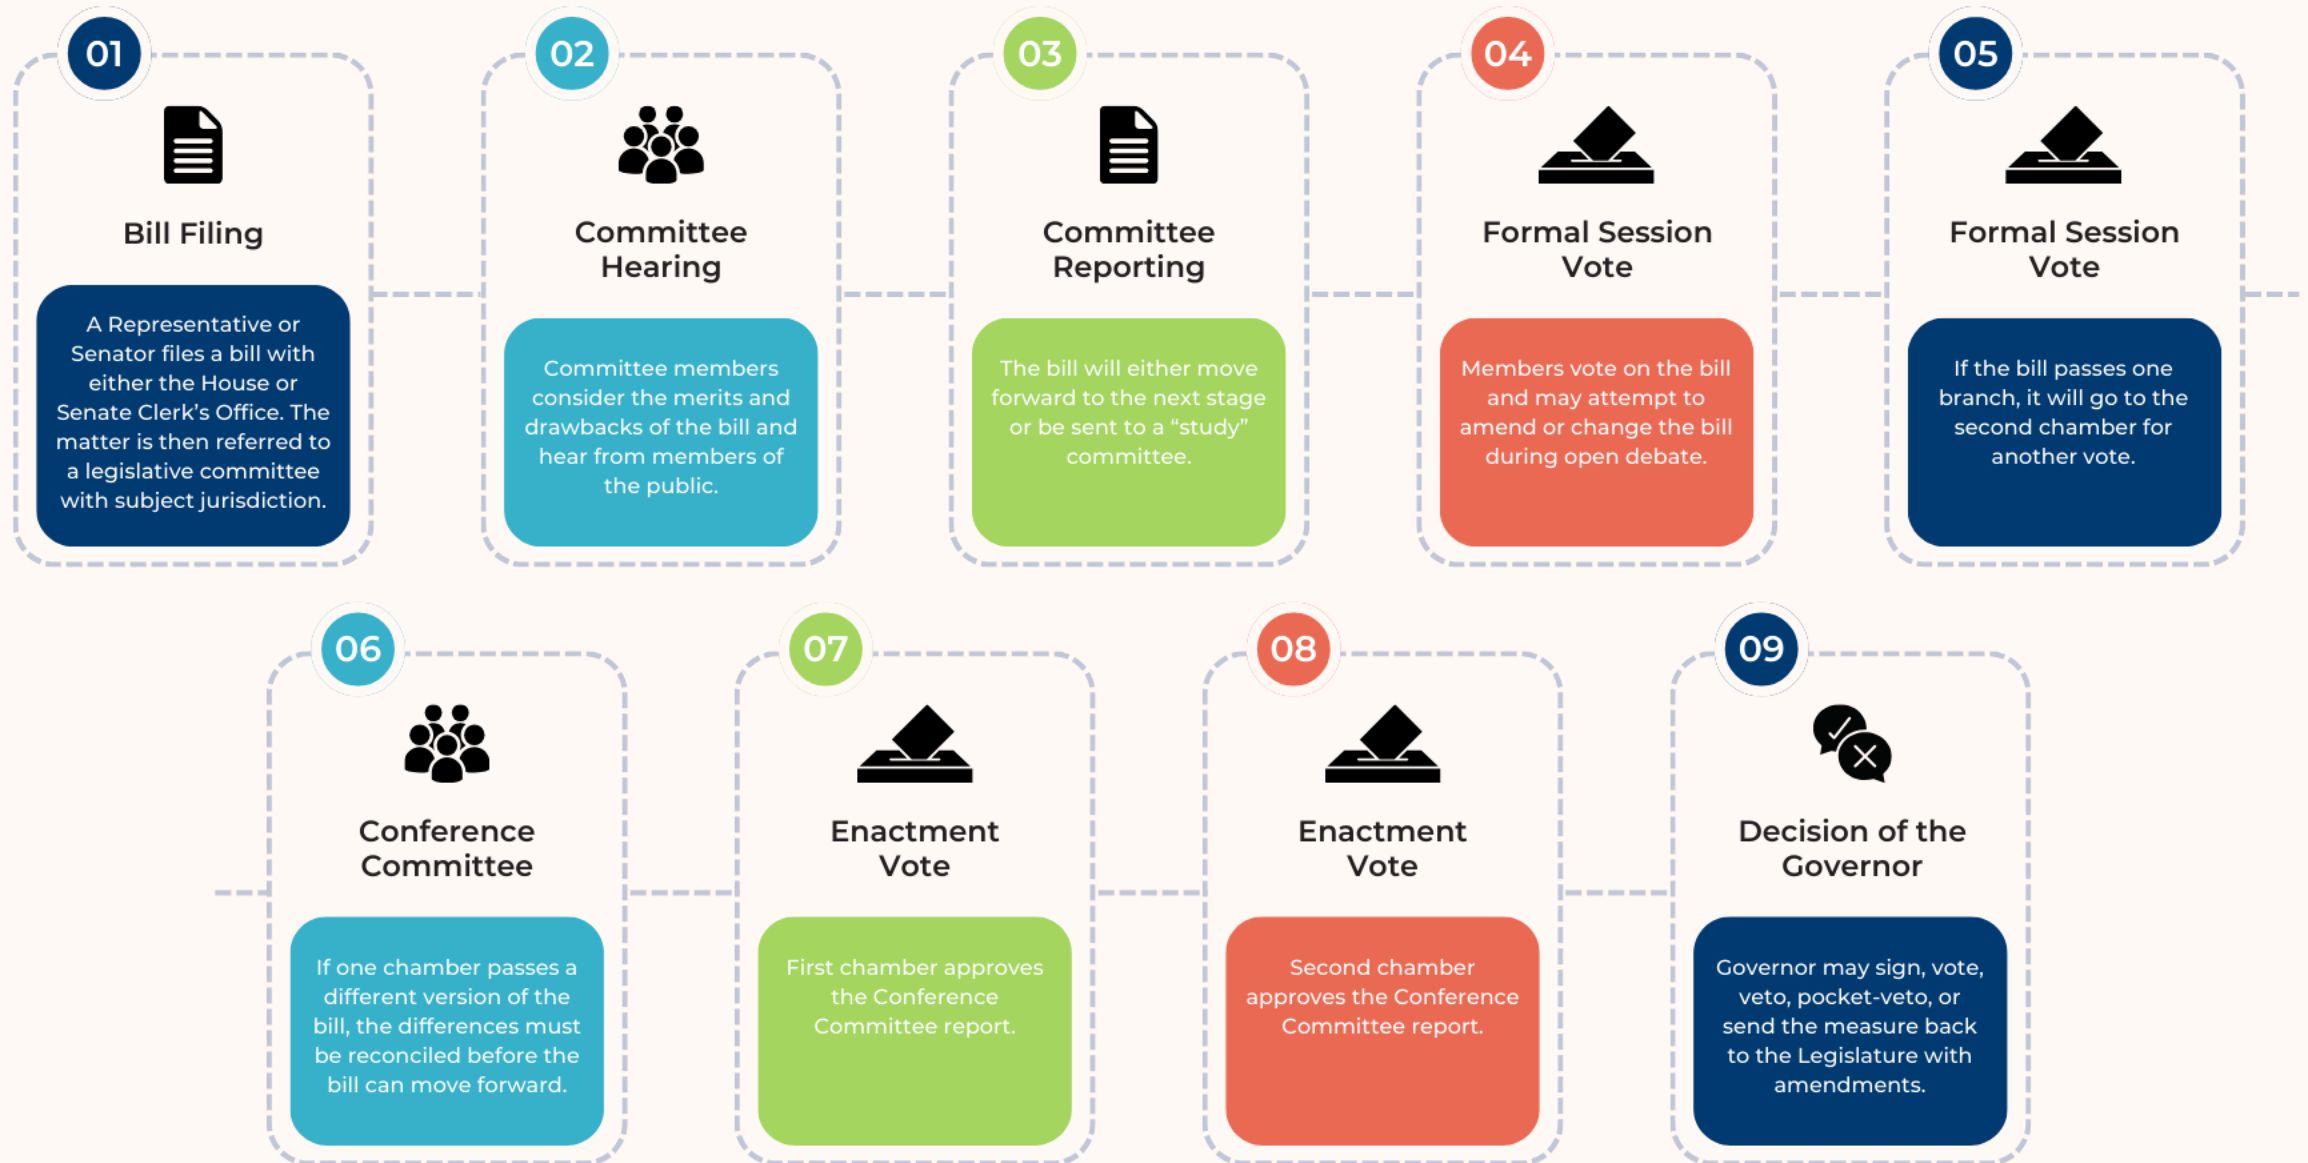 01
Bill Filing
A Representative or
Senator files a bill with
either the House or
Senate Clerk’s Office. The
matter is then referred to
a legislative committee
with subject jurisdiction.
02
Committee
Hearing
Committee members
consider the merits and
drawbacks of the bill and
hear from members of
the public.
03
Committee
Reporting
The bill will either move
forward to the next stage
or be sent to a “study”
committee.
04
Formal Session
Vote
Members vote on the bill
and may attempt to
amend or change the bill
during open debate.
05
Formal Session
Vote
If the bill passes one
branch, it will go to the
second chamber for
another vote.
06
Conference
Committee
If one chamber passes a
different version of the
bill, the differences must
be reconciled before the
bill can move forward.
07
Enactment
Vote
First chamber approves
the Conference
Committee report.
08
Enactment
Vote
Second chamber
approves the Conference
Committee report.
09
Decision of the
Governor
Governor may sign, vote,
veto, pocket-veto, or
send the measure back
to the Legislature with
amendments.